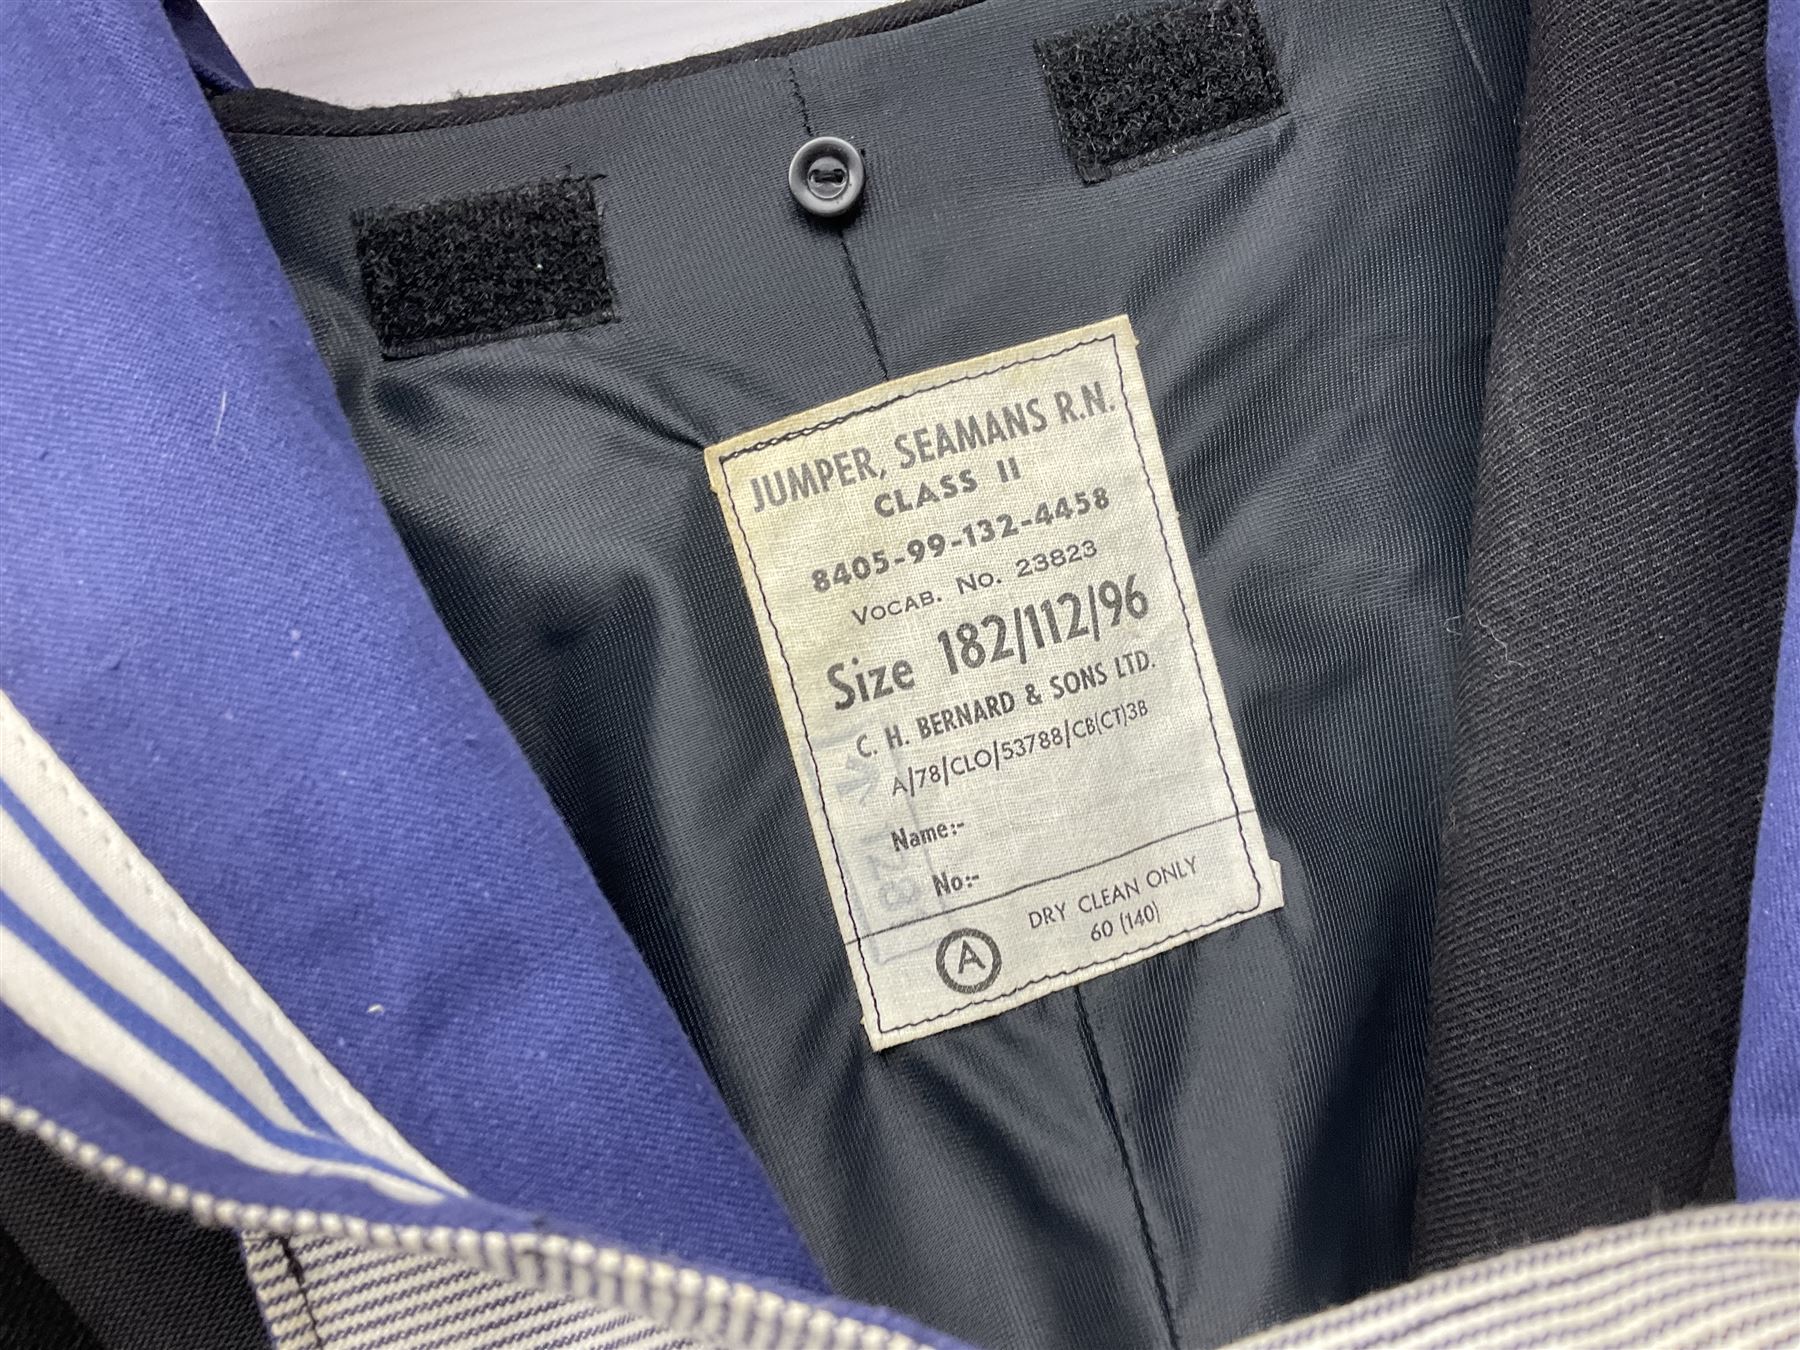 JUMPER, SEAMANS R.N.
CLASS II
8405-99-132-4458
VOCAB. No. 23823
Size 182/112/96
C. H. BERNARD & SONS LTD.
A/78/CLO/53788/CB(CT)3B
Name:-
No:-
A
DRY CLEAN ONLY
60 (140)